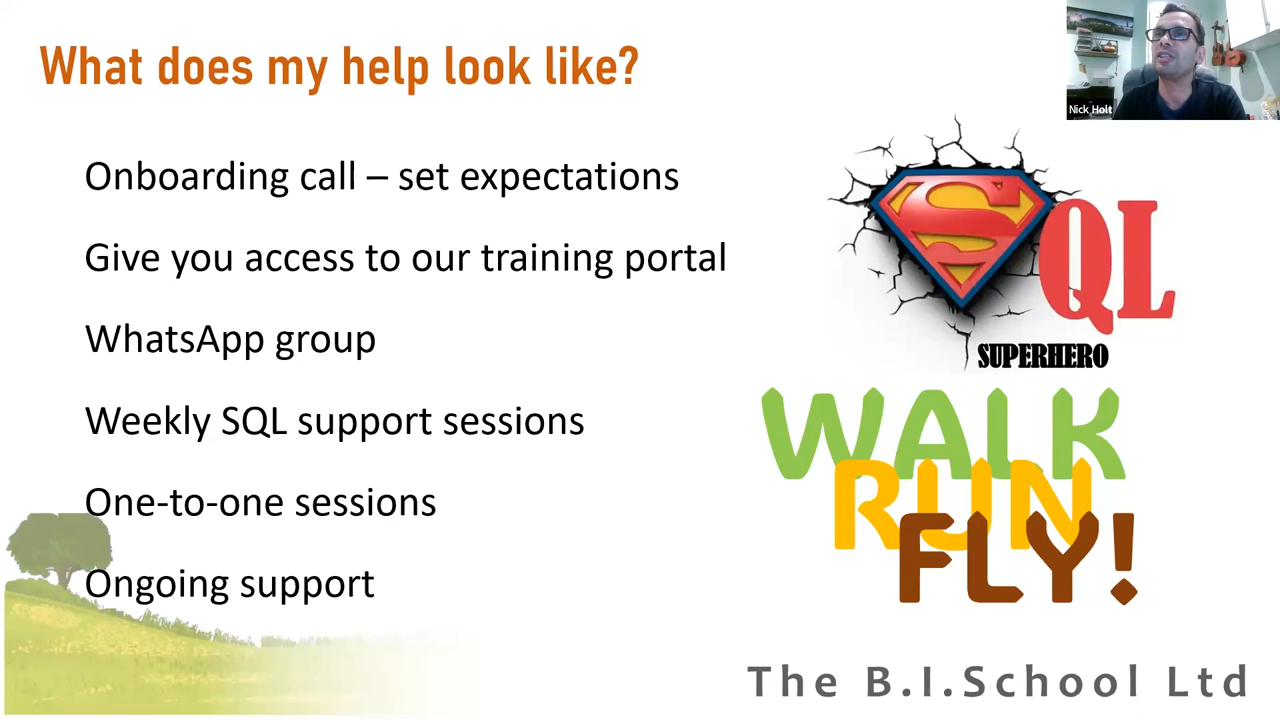 What does my help look like?
Nick Holt
Onboarding call – set expectations
Give you access to our training portal
WhatsApp group
Weekly SQL support sessions
One-to-one sessions
Ongoing support
SQL
SUPERHERO
WALK
RUN
FLY!
The B.I.School Ltd